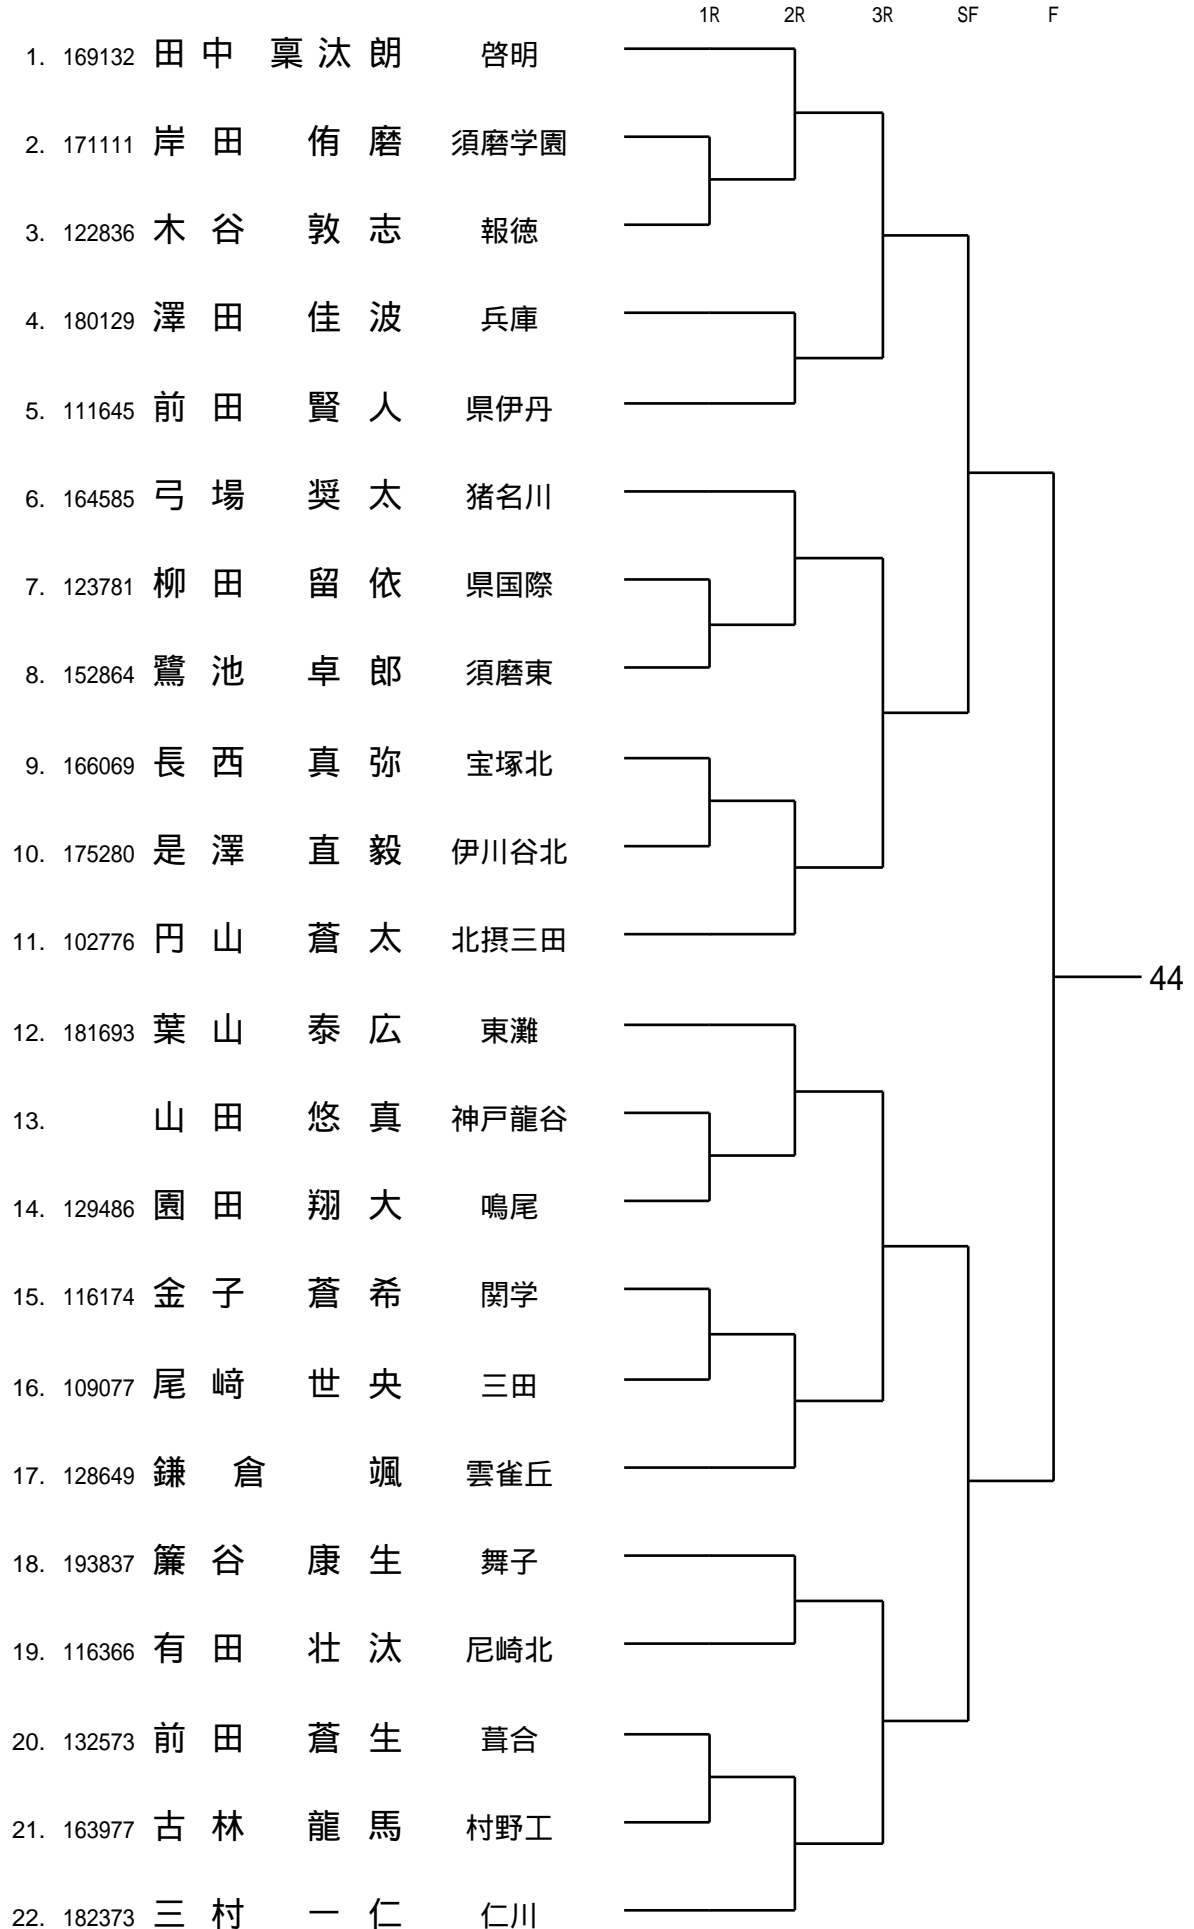 1R 2R 3R SF F
1. 169132 田中 稟汰朗 啓明
2. 171111 岸田 侑磨 須磨学園
3. 122836 木谷 敦志 報徳
4. 180129 澤田 佳波 兵庫
5. 111645 前田 賢人 県伊丹
6. 164585 弓場 奨太 猪名川
7. 123781 柳田 留依 県国際
8. 152864 鷺池 卓郎 須磨東
9. 166069 長西 真弥 宝塚北
10. 175280 是澤 直毅 伊川谷北
11. 102776 円山 蒼太 北摂三田
44
12. 181693 葉山 泰広 東灘
13. 山田 悠真 神戸龍谷
14. 129486 園田 翔大 鳴尾
15. 116174 金子 蒼希 関学
16. 109077 尾﨑 世央 三田
17. 128649 鎌倉 颯 雲雀丘
18. 193837 簾谷 康生 舞子
19. 116366 有田 壮汰 尼崎北
20. 132573 前田 蒼生 葺合
21. 163977 古林 龍馬 村野工
22. 182373 三村 一仁 仁川